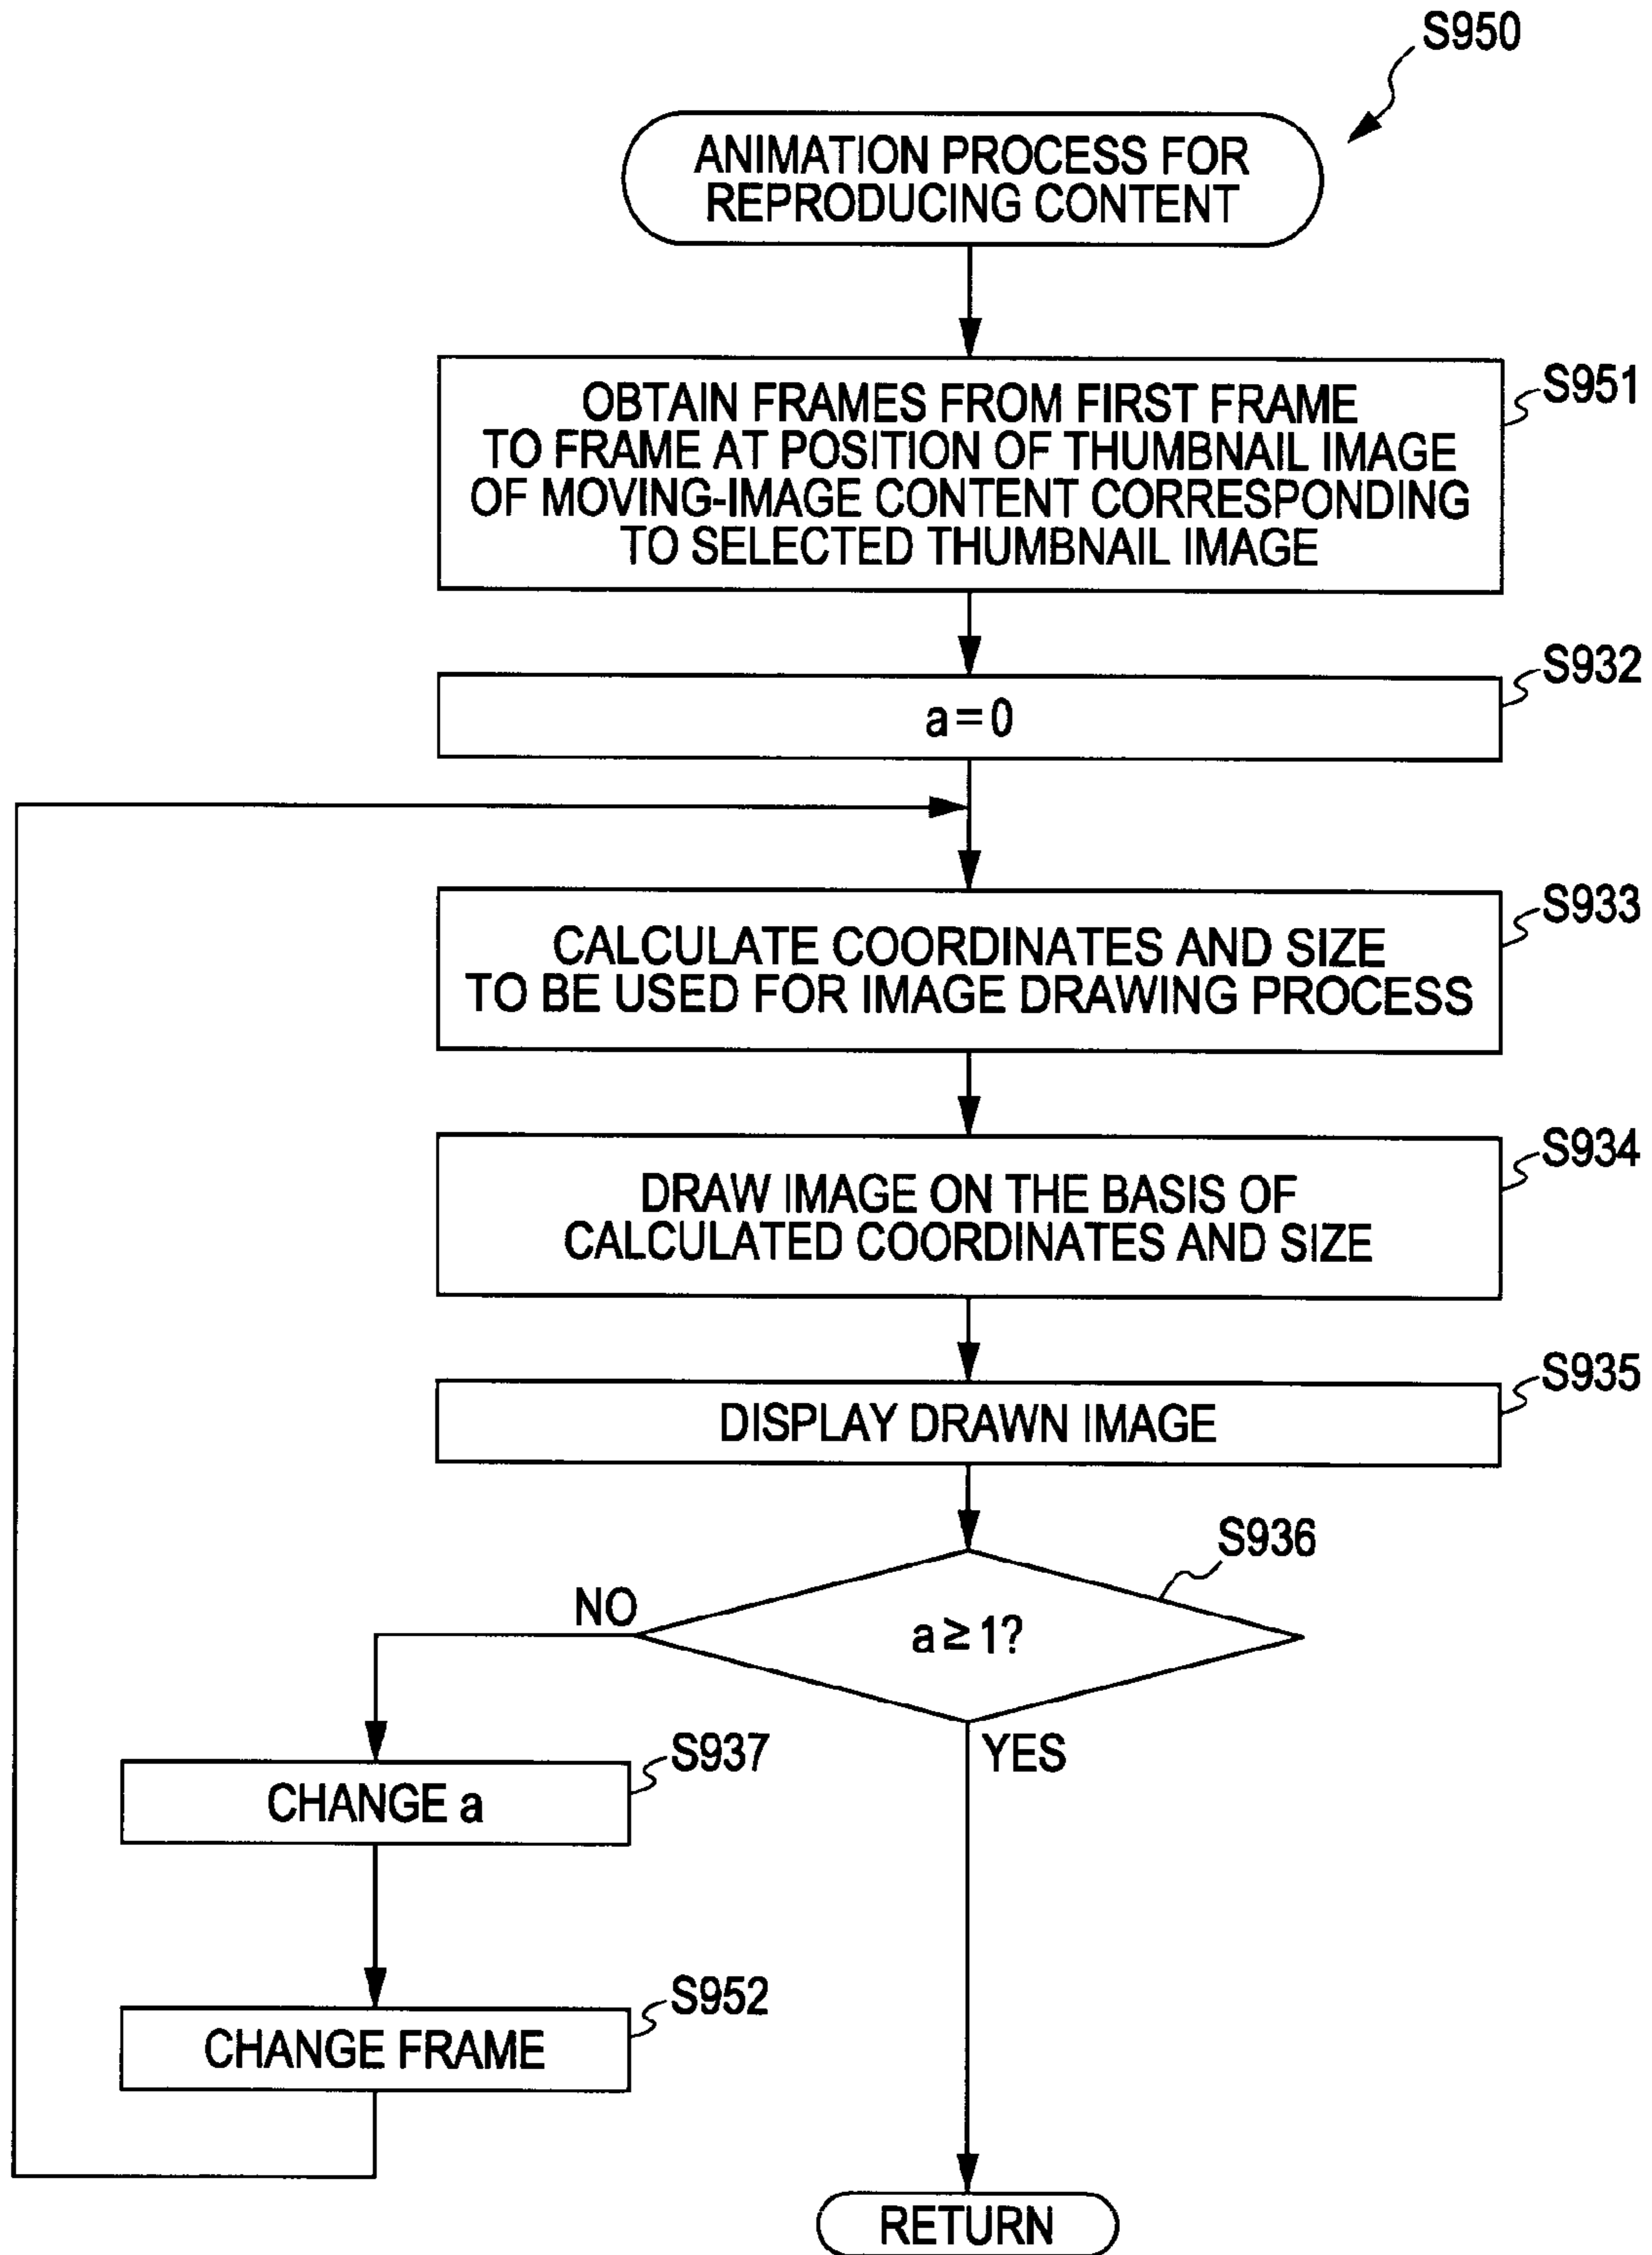 S950
ANIMATION PROCESS FOR
REPRODUCING CONTENT
S951
OBTAIN FRAMES FROM FIRST FRAME
TO FRAME AT POSITION OF THUMBNAIL IMAGE
OF MOVING-IMAGE CONTENT CORRESPONDING
TO SELECTED THUMBNAIL IMAGE
S932
a=0
S933
CALCULATE COORDINATES AND SIZE
TO BE USED FOR IMAGE DRAWING PROCESS
S934
DRAW IMAGE ON THE BASIS OF
CALCULATED COORDINATES AND SIZE
S935
DISPLAY DRAWN IMAGE
S936
a≥1?
NO
YES
S937
CHANGE a
S952
CHANGE FRAME
RETURN